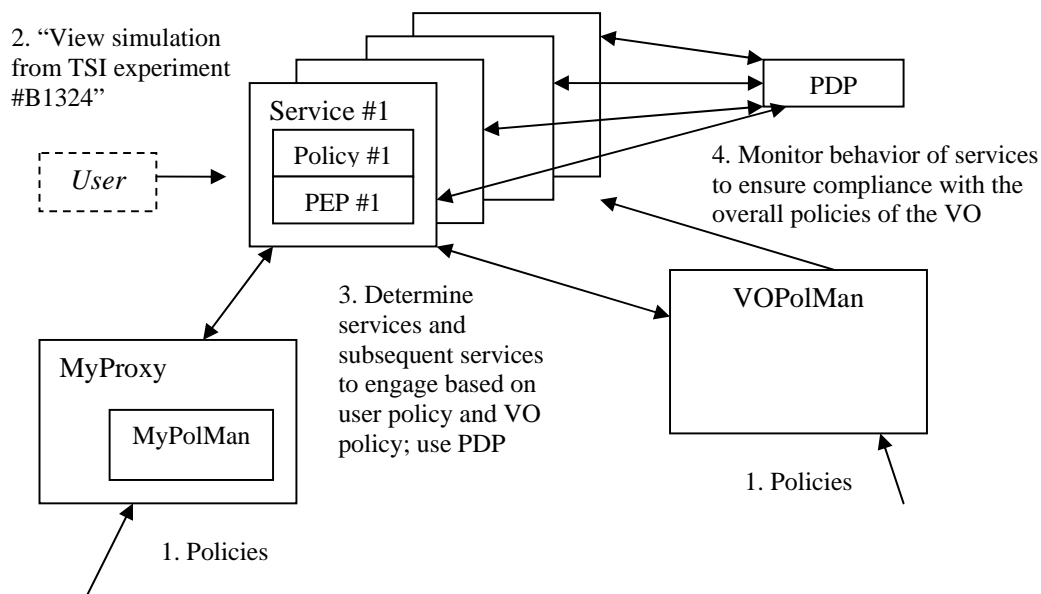 2. “View simulation
from TSI experiment
#B1324”
PDP
Service #1
Policy #1
PEP #1
User
4. Monitor behavior of services
to ensure compliance with the
overall policies of the VO
3. Determine
services and
subsequent services
to engage based on
user policy and VO
policy; use PDP
VOPolMan
MyProxy
MyPolMan
1. Policies
1. Policies